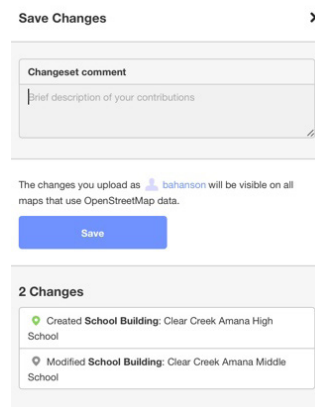 Save Changes
Changeset comment
Brief description of your contributions
The changes you upload as bahanson will be visible on all
maps that use OpenStreetMap data.
Save
2 Changes
Created School Building: Clear Creek Amana High
School
Modified School Building: Clear Creek Amana Middle
School